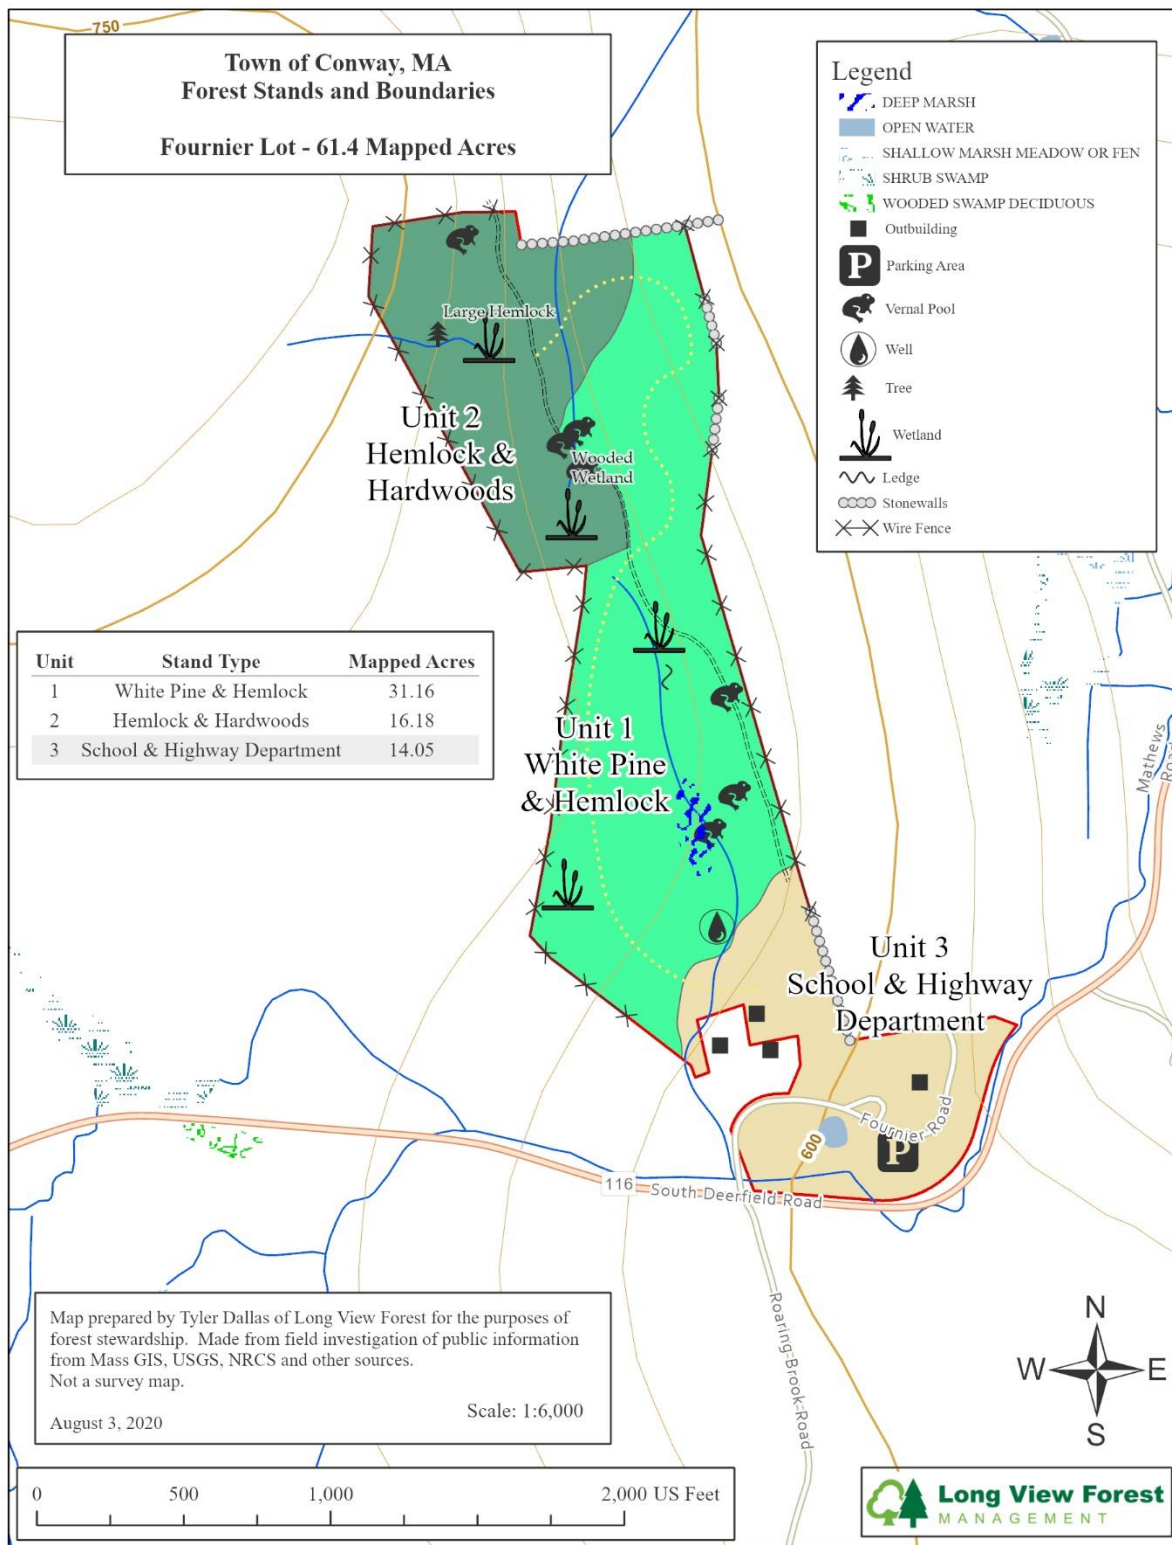 750
Town of Conway, MA
Forest Stands and Boundaries
Fournier Lot - 61.4 Mapped Acres
Legend
DEEP MARSH
OPEN WATER
SHALLOW MARSH MEADOW OR FEN
SHRUB SWAMP
WOODED SWAMP DECIDUOUS
Outbuilding
P Parking Area
Vernal Pool
Well
Tree
Wetland
Ledge
Stonewalls
Wire Fence
Large Hemlock
Unit 2
Hemlock &
Hardwoods
Wooded
Wetland
Unit Stand Type Mapped Acres
1 White Pine & Hemlock 31.16
2 Hemlock & Hardwoods 16.18
3 School & Highway Department 14.05
Unit 1
White Pine
& Hemlock
Mathews
Road
Unit 3
School & Highway
Department
Fournier Road
P
600
116
South Deerfield Road
Roaring Brook Road
Map prepared by Tyler Dallas of Long View Forest for the purposes of
forest stewardship. Made from field investigation of public information
from Mass GIS, USGS, NRCS and other sources.
Not a survey map.
August 3, 2020
Scale: 1:6,000
N
W E
S
0 500 1,000 2,000 US Feet
Long View Forest
MANAGEMENT